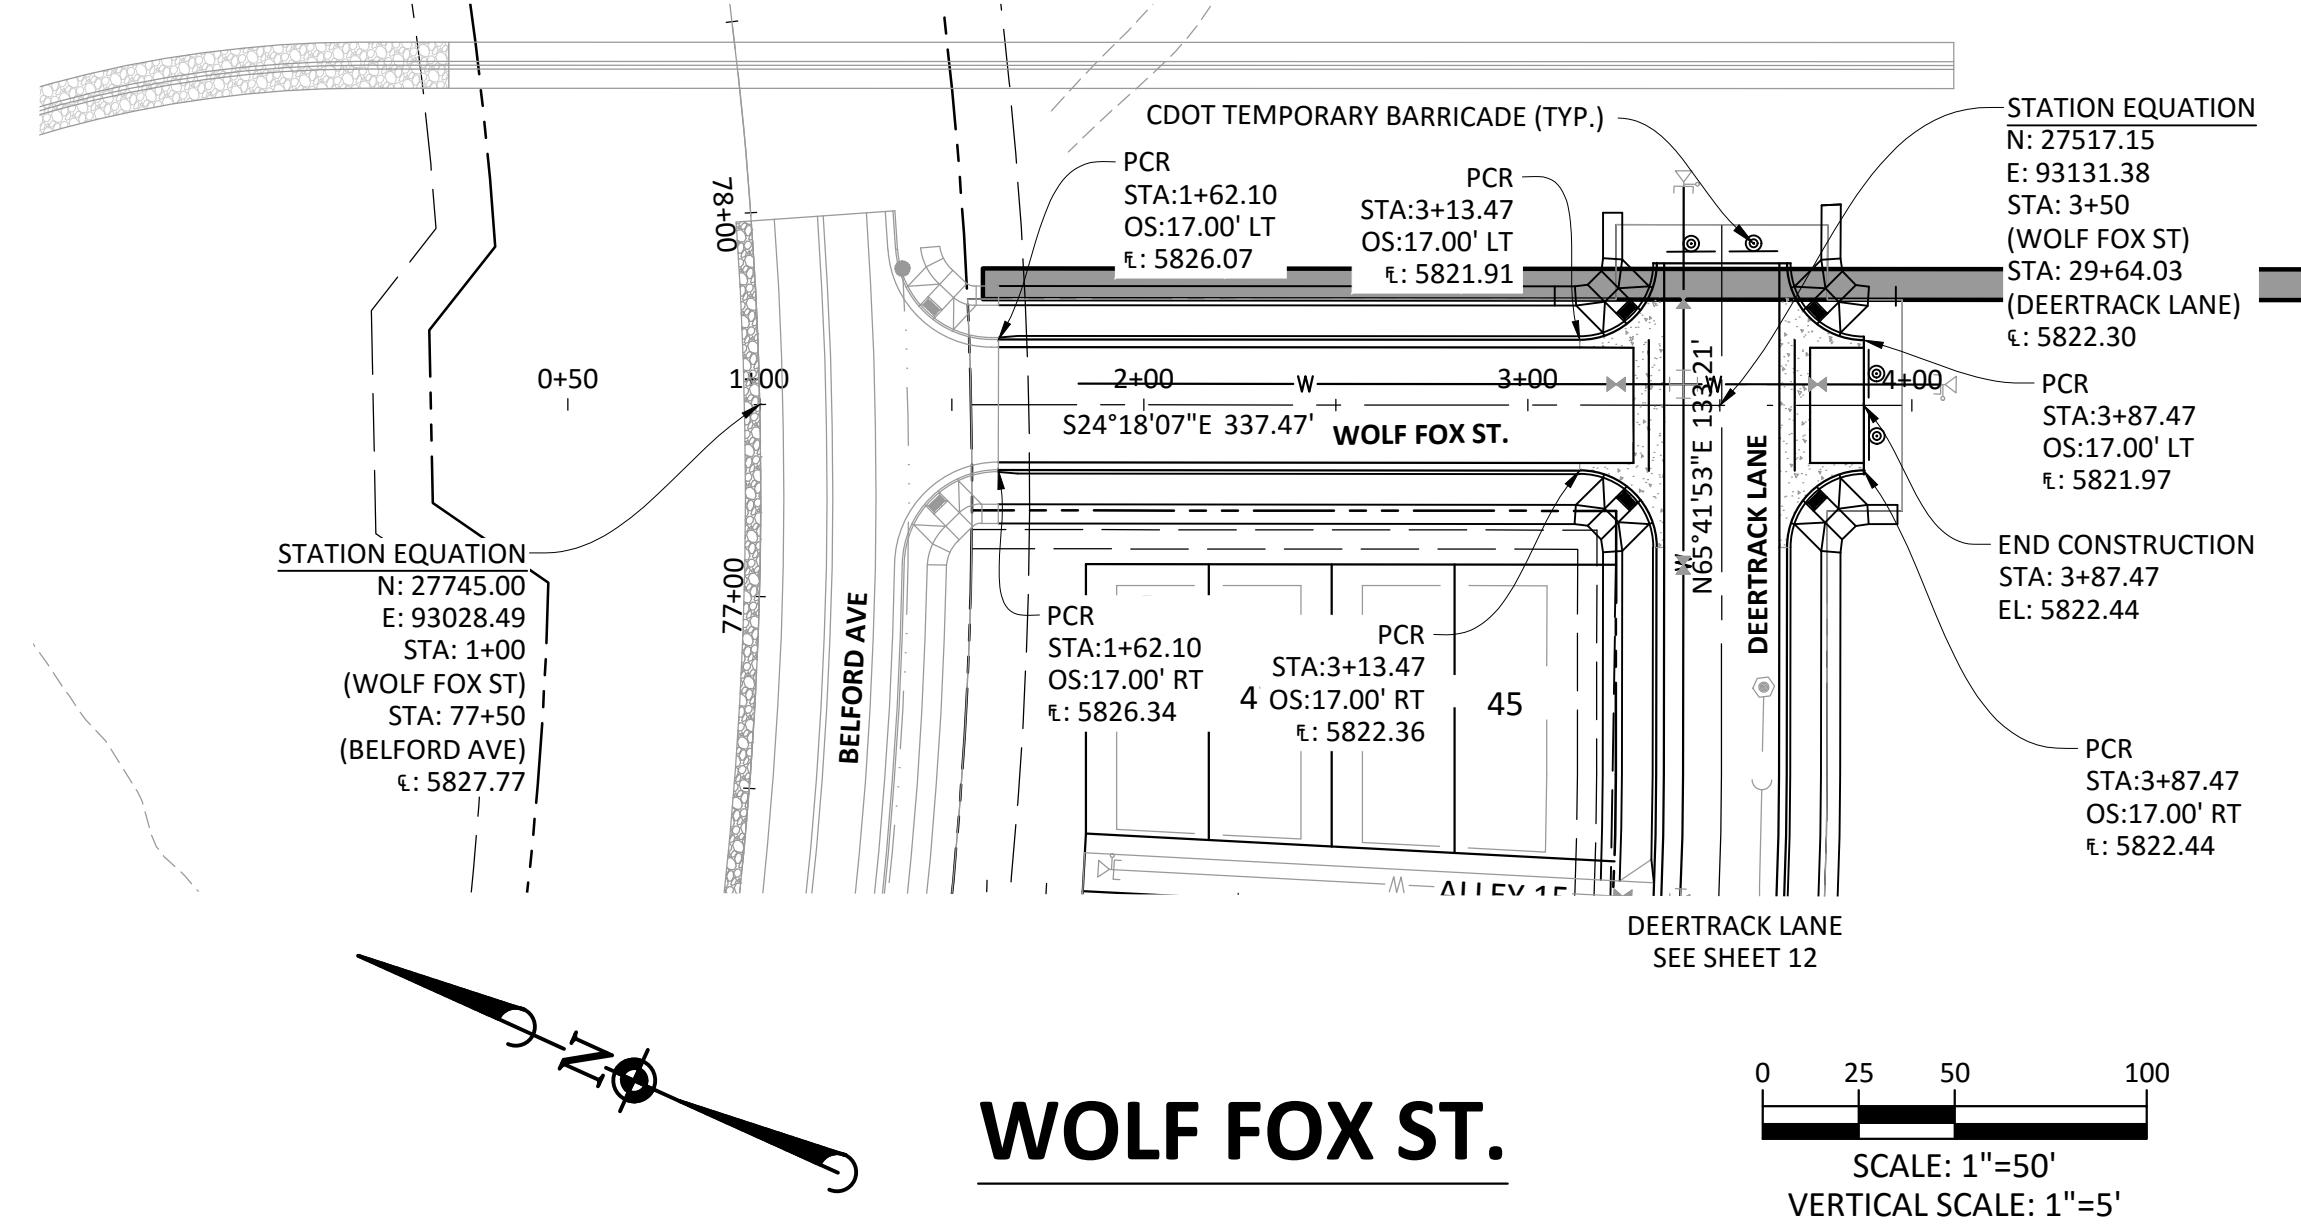 CDOT TEMPORARY BARRICADE (TYP.)
STATION EQUATION
N: 27517.15
E: 93131.38
STA: 3+50
(WOLF FOX ST)
STA: 29+64.03
(DEERTRACK LANE)
℄: 5822.30
PCR
STA:1+62.10
OS:17.00' LT
FL: 5826.07
PCR
STA:3+13.47
OS:17.00' LT
FL: 5821.91
78+00
0+50
1+00
2+00
3+00
4+00
W
W
S24°18'07"E 337.47'
WOLF FOX ST.
N65°41'53"E 133.21'
DEERTRACK LANE
W
PCR
STA:3+87.47
OS:17.00' LT
FL: 5821.97
END CONSTRUCTION
STA: 3+87.47
EL: 5822.44
STATION EQUATION
N: 27745.00
E: 93028.49
STA: 1+00
(WOLF FOX ST)
STA: 77+50
(BELFORD AVE)
℄: 5827.77
77+00
BELFORD AVE
PCR
STA:1+62.10
OS:17.00' RT
FL: 5826.34
PCR
STA:3+13.47
OS:17.00' RT
FL: 5822.36
4
45
PCR
STA:3+87.47
OS:17.00' RT
FL: 5822.44
W
ALLEY 15
DEERTRACK LANE
SEE SHEET 12
N
WOLF FOX ST.
0 25 50 100
SCALE: 1"=50'
VERTICAL SCALE: 1"=5'